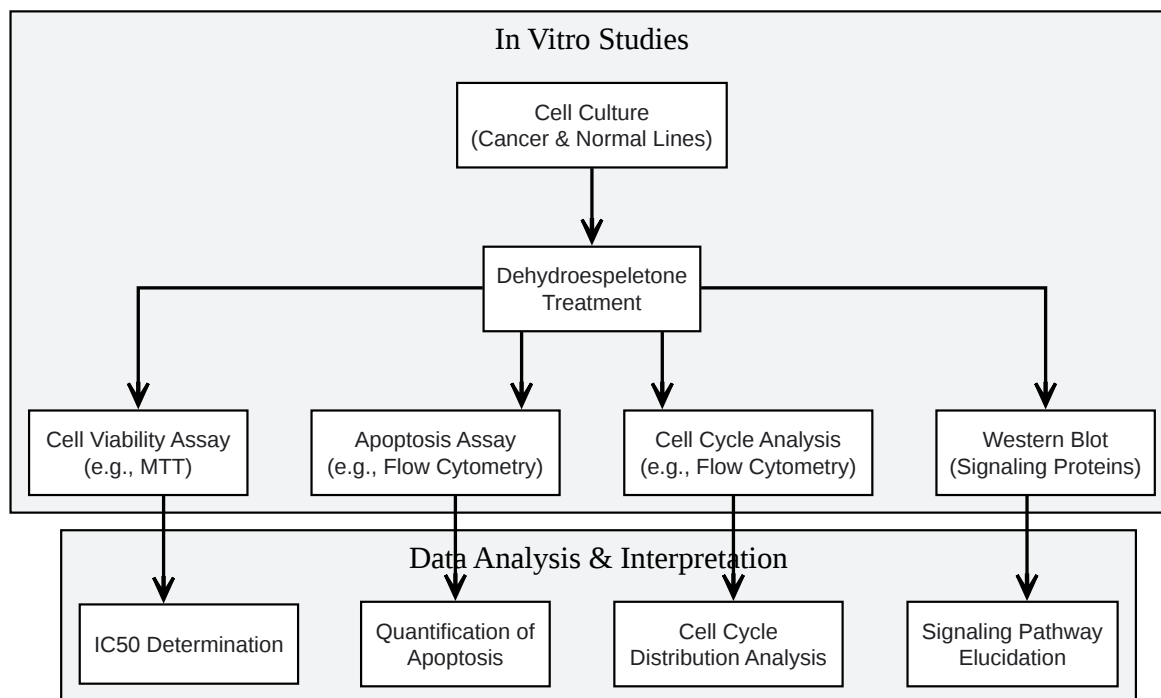 In Vitro Studies
Cell Culture
(Cancer & Normal Lines)
Dehydroespeletone
Treatment
Cell Viability Assay
(e.g., MTT)
Apoptosis Assay
(e.g., Flow Cytometry)
Cell Cycle Analysis
(e.g., Flow Cytometry)
Western Blot
(Signaling Proteins)
Data Analysis & Interpretation
IC50 Determination
Quantification of
Apoptosis
Cell Cycle
Distribution Analysis
Signaling Pathway
Elucidation